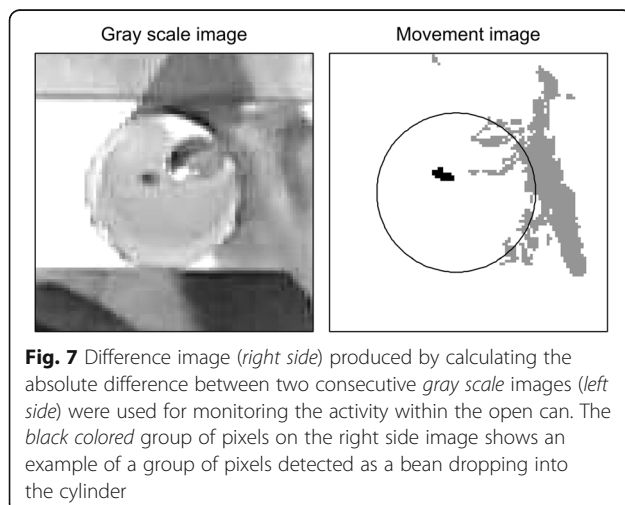 Gray scale image
Movement image
Fig. 7 Difference image (right side) produced by calculating the
absolute difference between two consecutive gray scale images (left
side) were used for monitoring the activity within the open can. The
black colored group of pixels on the right side image shows an
example of a group of pixels detected as a bean dropping into
the cylinder